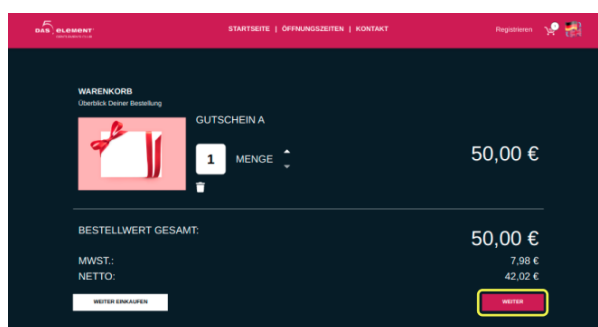 DAS 5 ELEMENT
STARTSEITE | ÖFFNUNGSZEITEN | KONTAKT
Registrieren
WARENKORB
Überblick Deiner Bestellung
GUTSCHEIN A
1 MENGE
50,00 €
BESTELLWERT GESAMT:
50,00 €
MWST.: 7,98 €
NETTO: 42,02 €
WEITER EINKAUFEN
WEITER